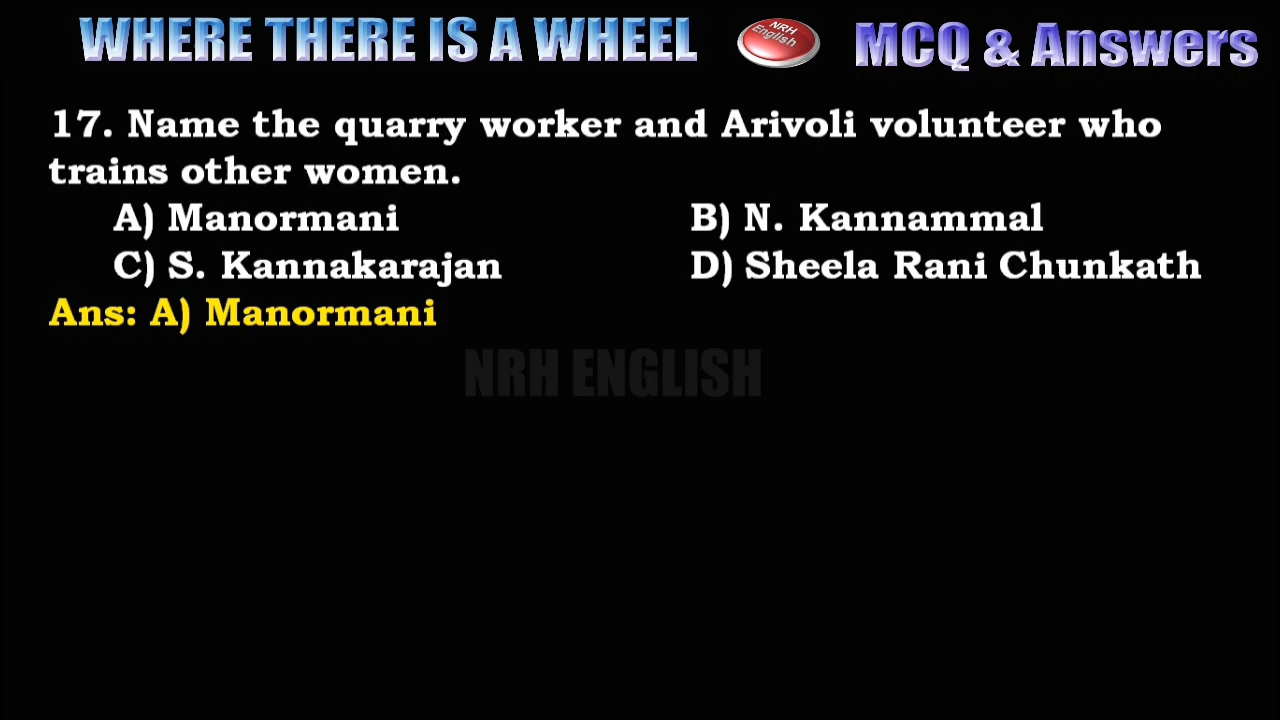 WHERE THERE IS A WHEEL NRH English MCQ & Answers
17. Name the quarry worker and Arivoli volunteer who
trains other women.
A) Manormani B) N. Kannammal
C) S. Kannakarajan D) Sheela Rani Chunkath
Ans: A) Manormani
NRH ENGLISH